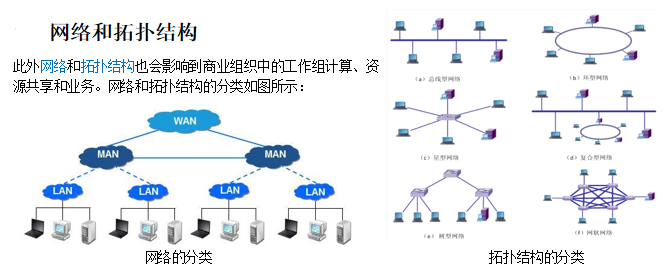 网络和拓扑结构
此外网络和拓扑结构也会影响到商业组织中的工作组计算、资
源共享和业务。网络和拓扑结构的分类如图所示：
WAN
MAN
MAN
LAN
LAN
LAN
LAN
网络的分类
（a）总线型网络
（b）环型网络
（c）星型网络
（d）复合型网络
（e）树型网络
（f）网状网络
拓扑结构的分类